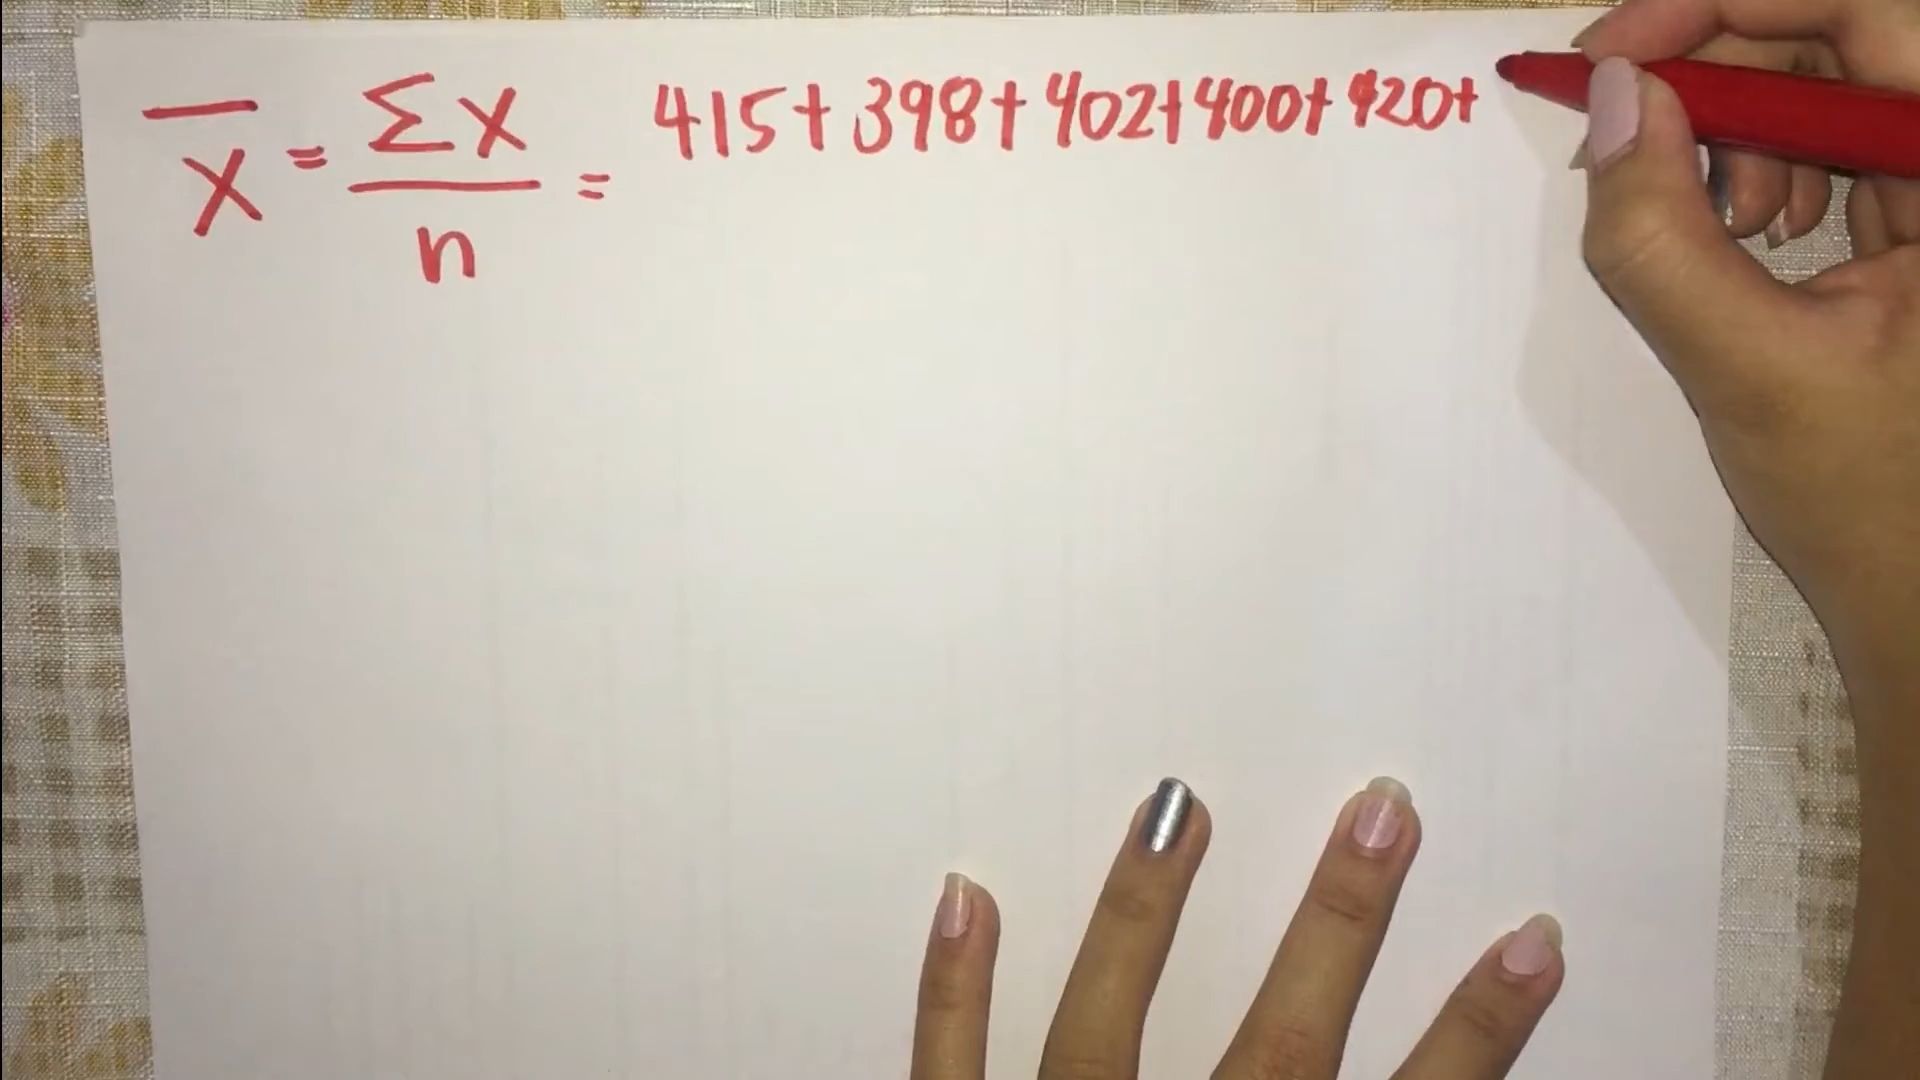 x̄ = Σx / n = 415+398+402+400+420+